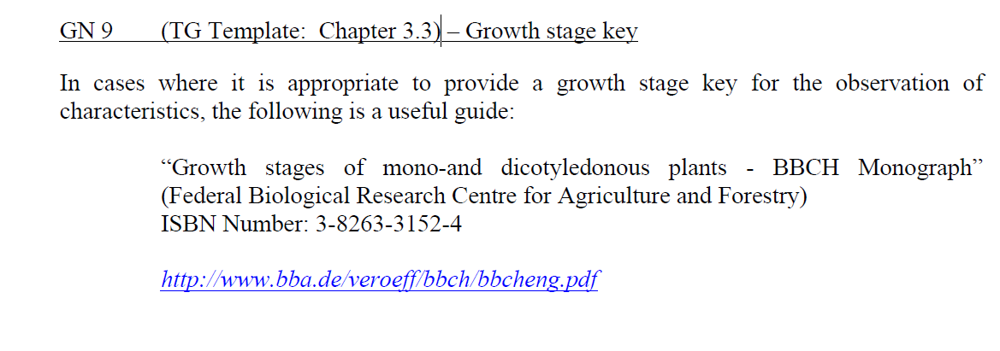 GN 9 (TG Template: Chapter 3.3) – Growth stage key
In cases where it is appropriate to provide a growth stage key for the observation of
characteristics, the following is a useful guide:
“Growth stages of mono-and dicotyledonous plants - BBCH Monograph”
(Federal Biological Research Centre for Agriculture and Forestry)
ISBN Number: 3-8263-3152-4
http://www.bba.de/veroeff/bbch/bbcheng.pdf